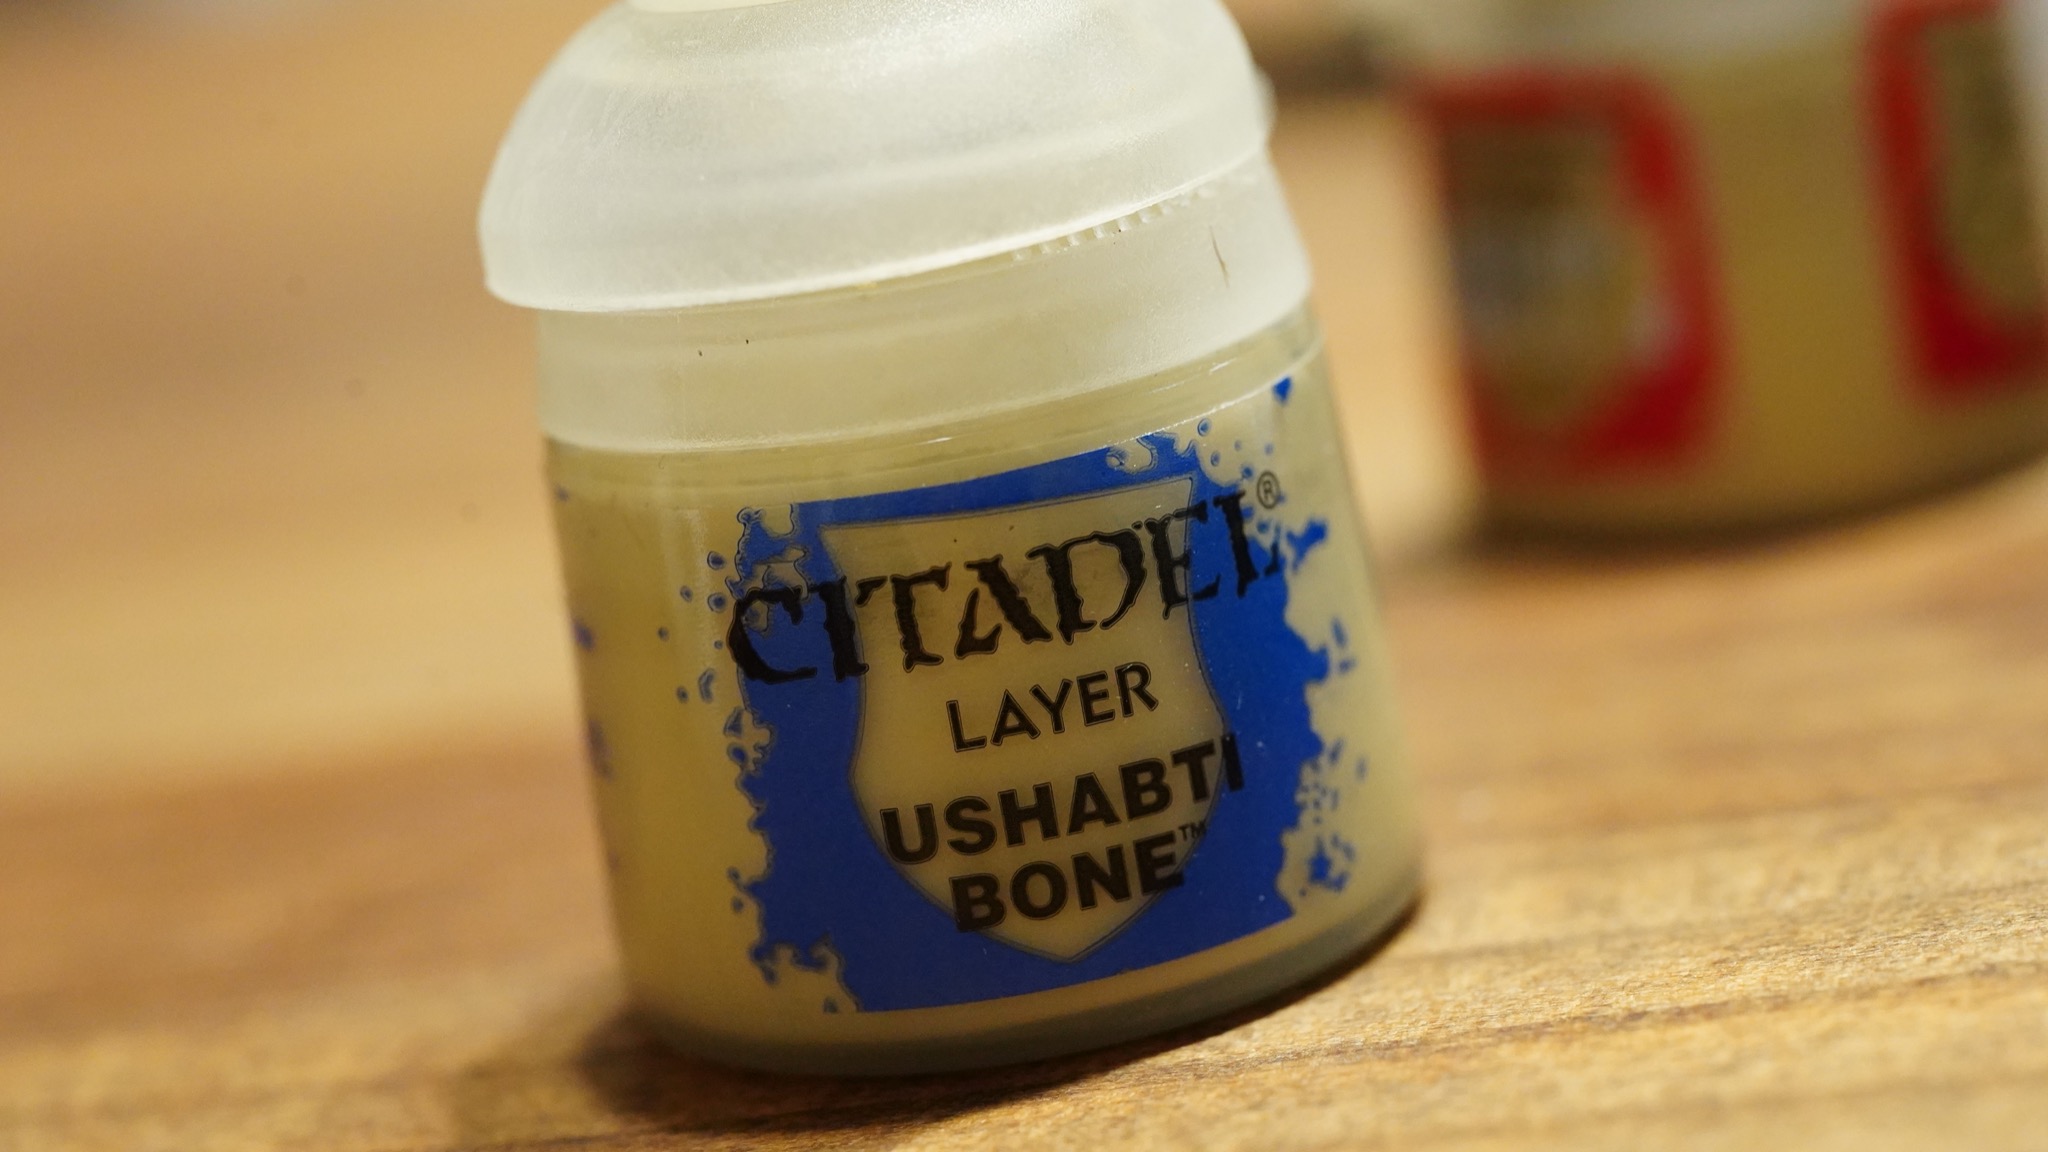 CITADEL®
LAYER
USHABTI
BONE™